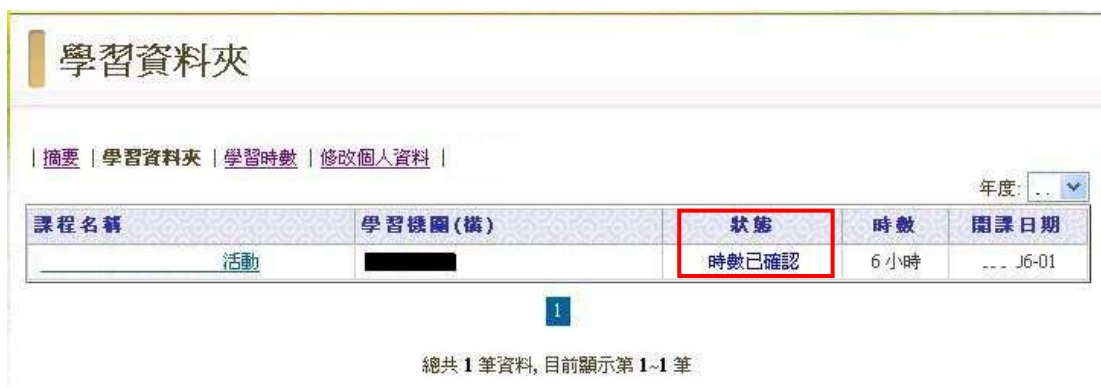 學習資料夾
| 摘要 | 學習資料夾 | 學習時數 | 修改個人資料 |
年度:
課程名稱 學習機關(構) 狀態 時數 開課日期
活動 時數已確認 6 小時 6-01
1
總共 1 筆資料, 目前顯示第 1~1 筆